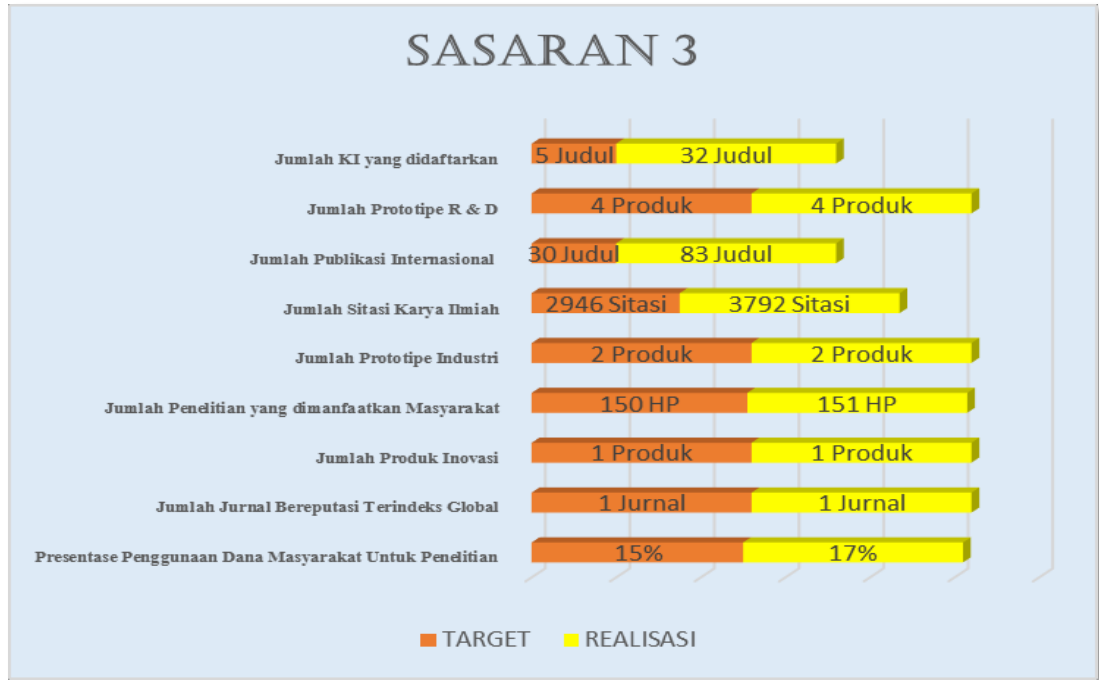 SASARAN 3
Jumlah KI yang didaftarkan 5 Judul 32 Judul
Jumlah Prototipe R & D 4 Produk 4 Produk
Jumlah Publikasi Internasional 30 Judul 83 Judul
Jumlah Sitasi Karya Ilmiah 2946 Sitasi 3792 Sitasi
Jumlah Prototipe Industri 2 Produk 2 Produk
Jumlah Penelitian yang dimanfaatkan Masyarakat 150 HP 151 HP
Jumlah Produk Inovasi 1 Produk 1 Produk
Jumlah Jurnal Bereputasi Terindeks Global 1 Jurnal 1 Jurnal
Presentase Penggunaan Dana Masyarakat Untuk Penelitian 15% 17%
TARGET REALISASI